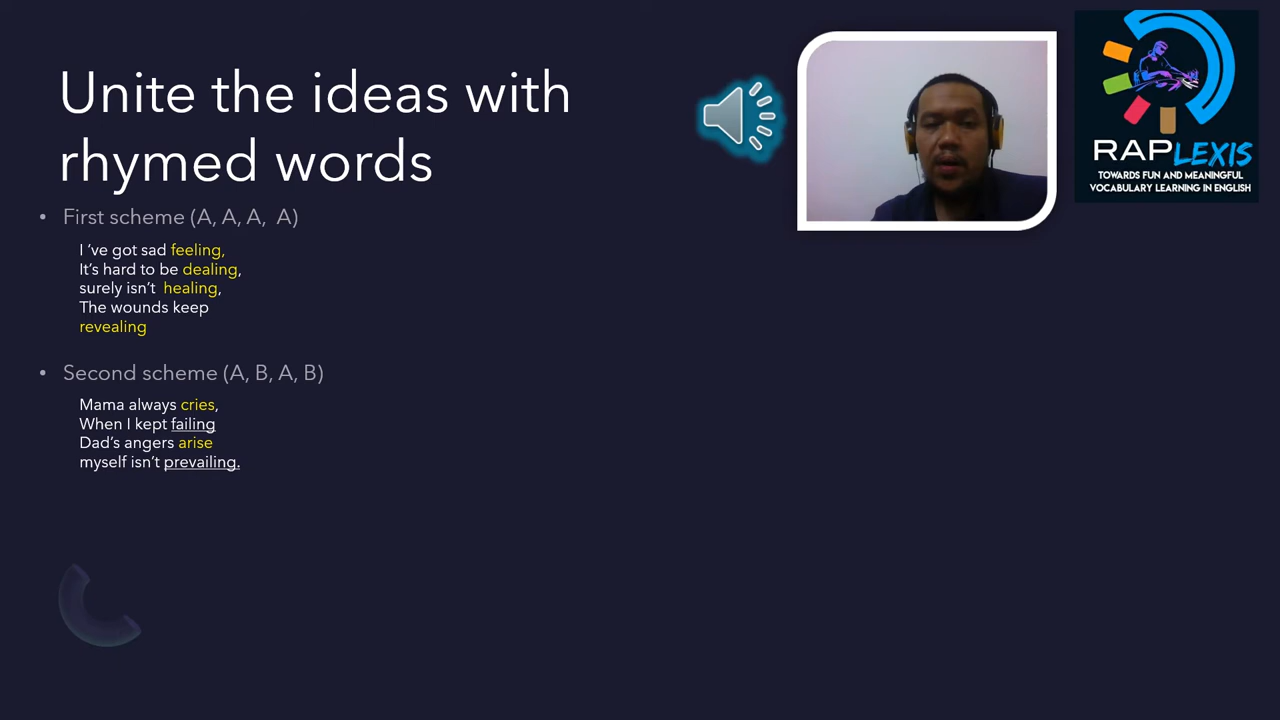 Unite the ideas with
rhymed words
• First scheme (A, A, A,  A)
I ‘ve got sad feeling,
It’s hard to be dealing,
surely isn’t  healing,
The wounds keep
revealing
• Second scheme (A, B, A, B)
Mama always cries,
When I kept failing
Dad’s angers arise
myself isn’t prevailing.
RAPLEXIS
TOWARDS FUN AND MEANINGFUL
VOCABULARY LEARNING IN ENGLISH